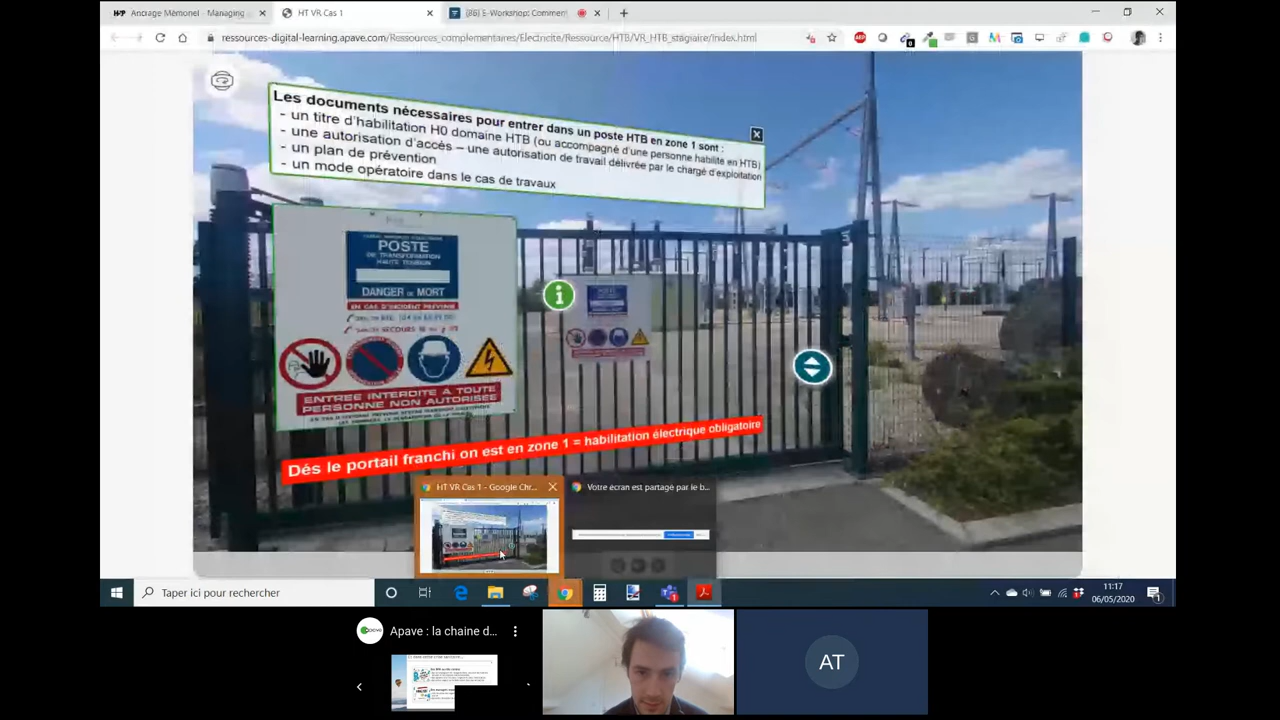 Ancrage Mémoriel - Managing
HT VR Cas 1
(86) E-Workshop: Comment
ressources-digital-learning.apave.com/Ressources_complementaires/Electricite/Ressource/HTB/VR_HTB_stagiaire/index.html
Les documents nécessaires pour entrer dans un poste HTB en zone 1 sont :
- un titre d'habilitation H0 domaine HTB (ou accompagné d'une personne habilité en HTB)
- une autorisation d'accès – une autorisation de travail délivrée par le chargé d'exploitation
- un plan de prévention
- un mode opératoire dans le cas de travaux
POSTE
DE TRANSFORMATION
HAUTE TENSION
DANGER DE MORT
EN CAS D'ACCIDENT PREVENIR
ENTREE INTERDITE A TOUTE
PERSONNE NON AUTORISEE
Dés le portail franchi on est en zone 1 = habilitation électrique obligatoire
HT VR Cas 1 - Google Chr...
Votre écran est partagé par le b...
Taper ici pour rechercher
11:17
06/05/2020
apave
Apave : la chaine d...
AT